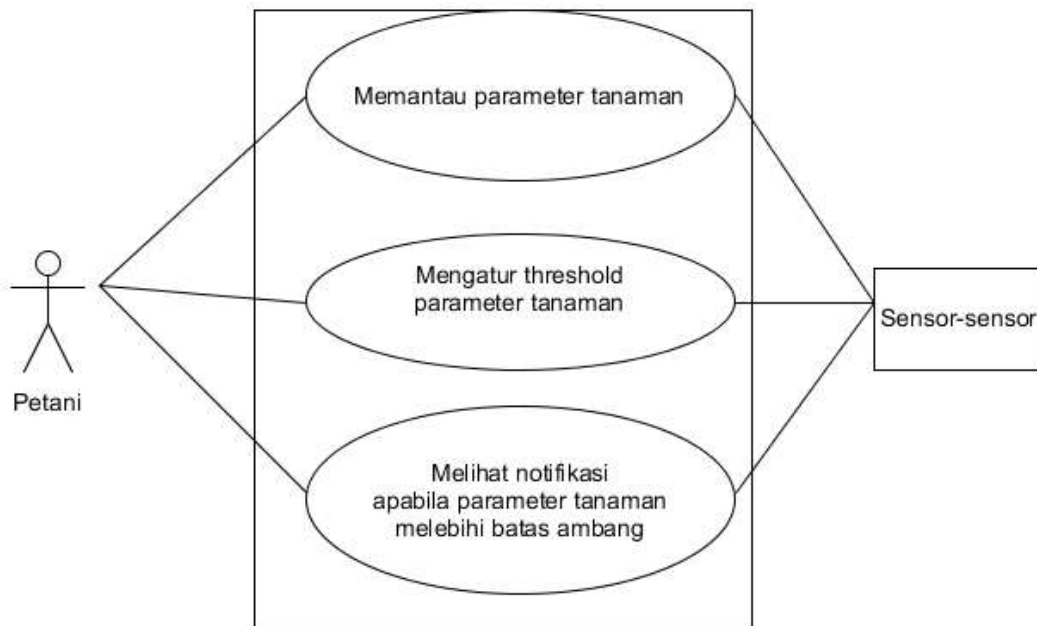 Memantau parameter tanaman
Mengatur threshold
parameter tanaman
Sensor-sensor
Petani
Melihat notifikasi
apabila parameter tanaman
melebihi batas ambang